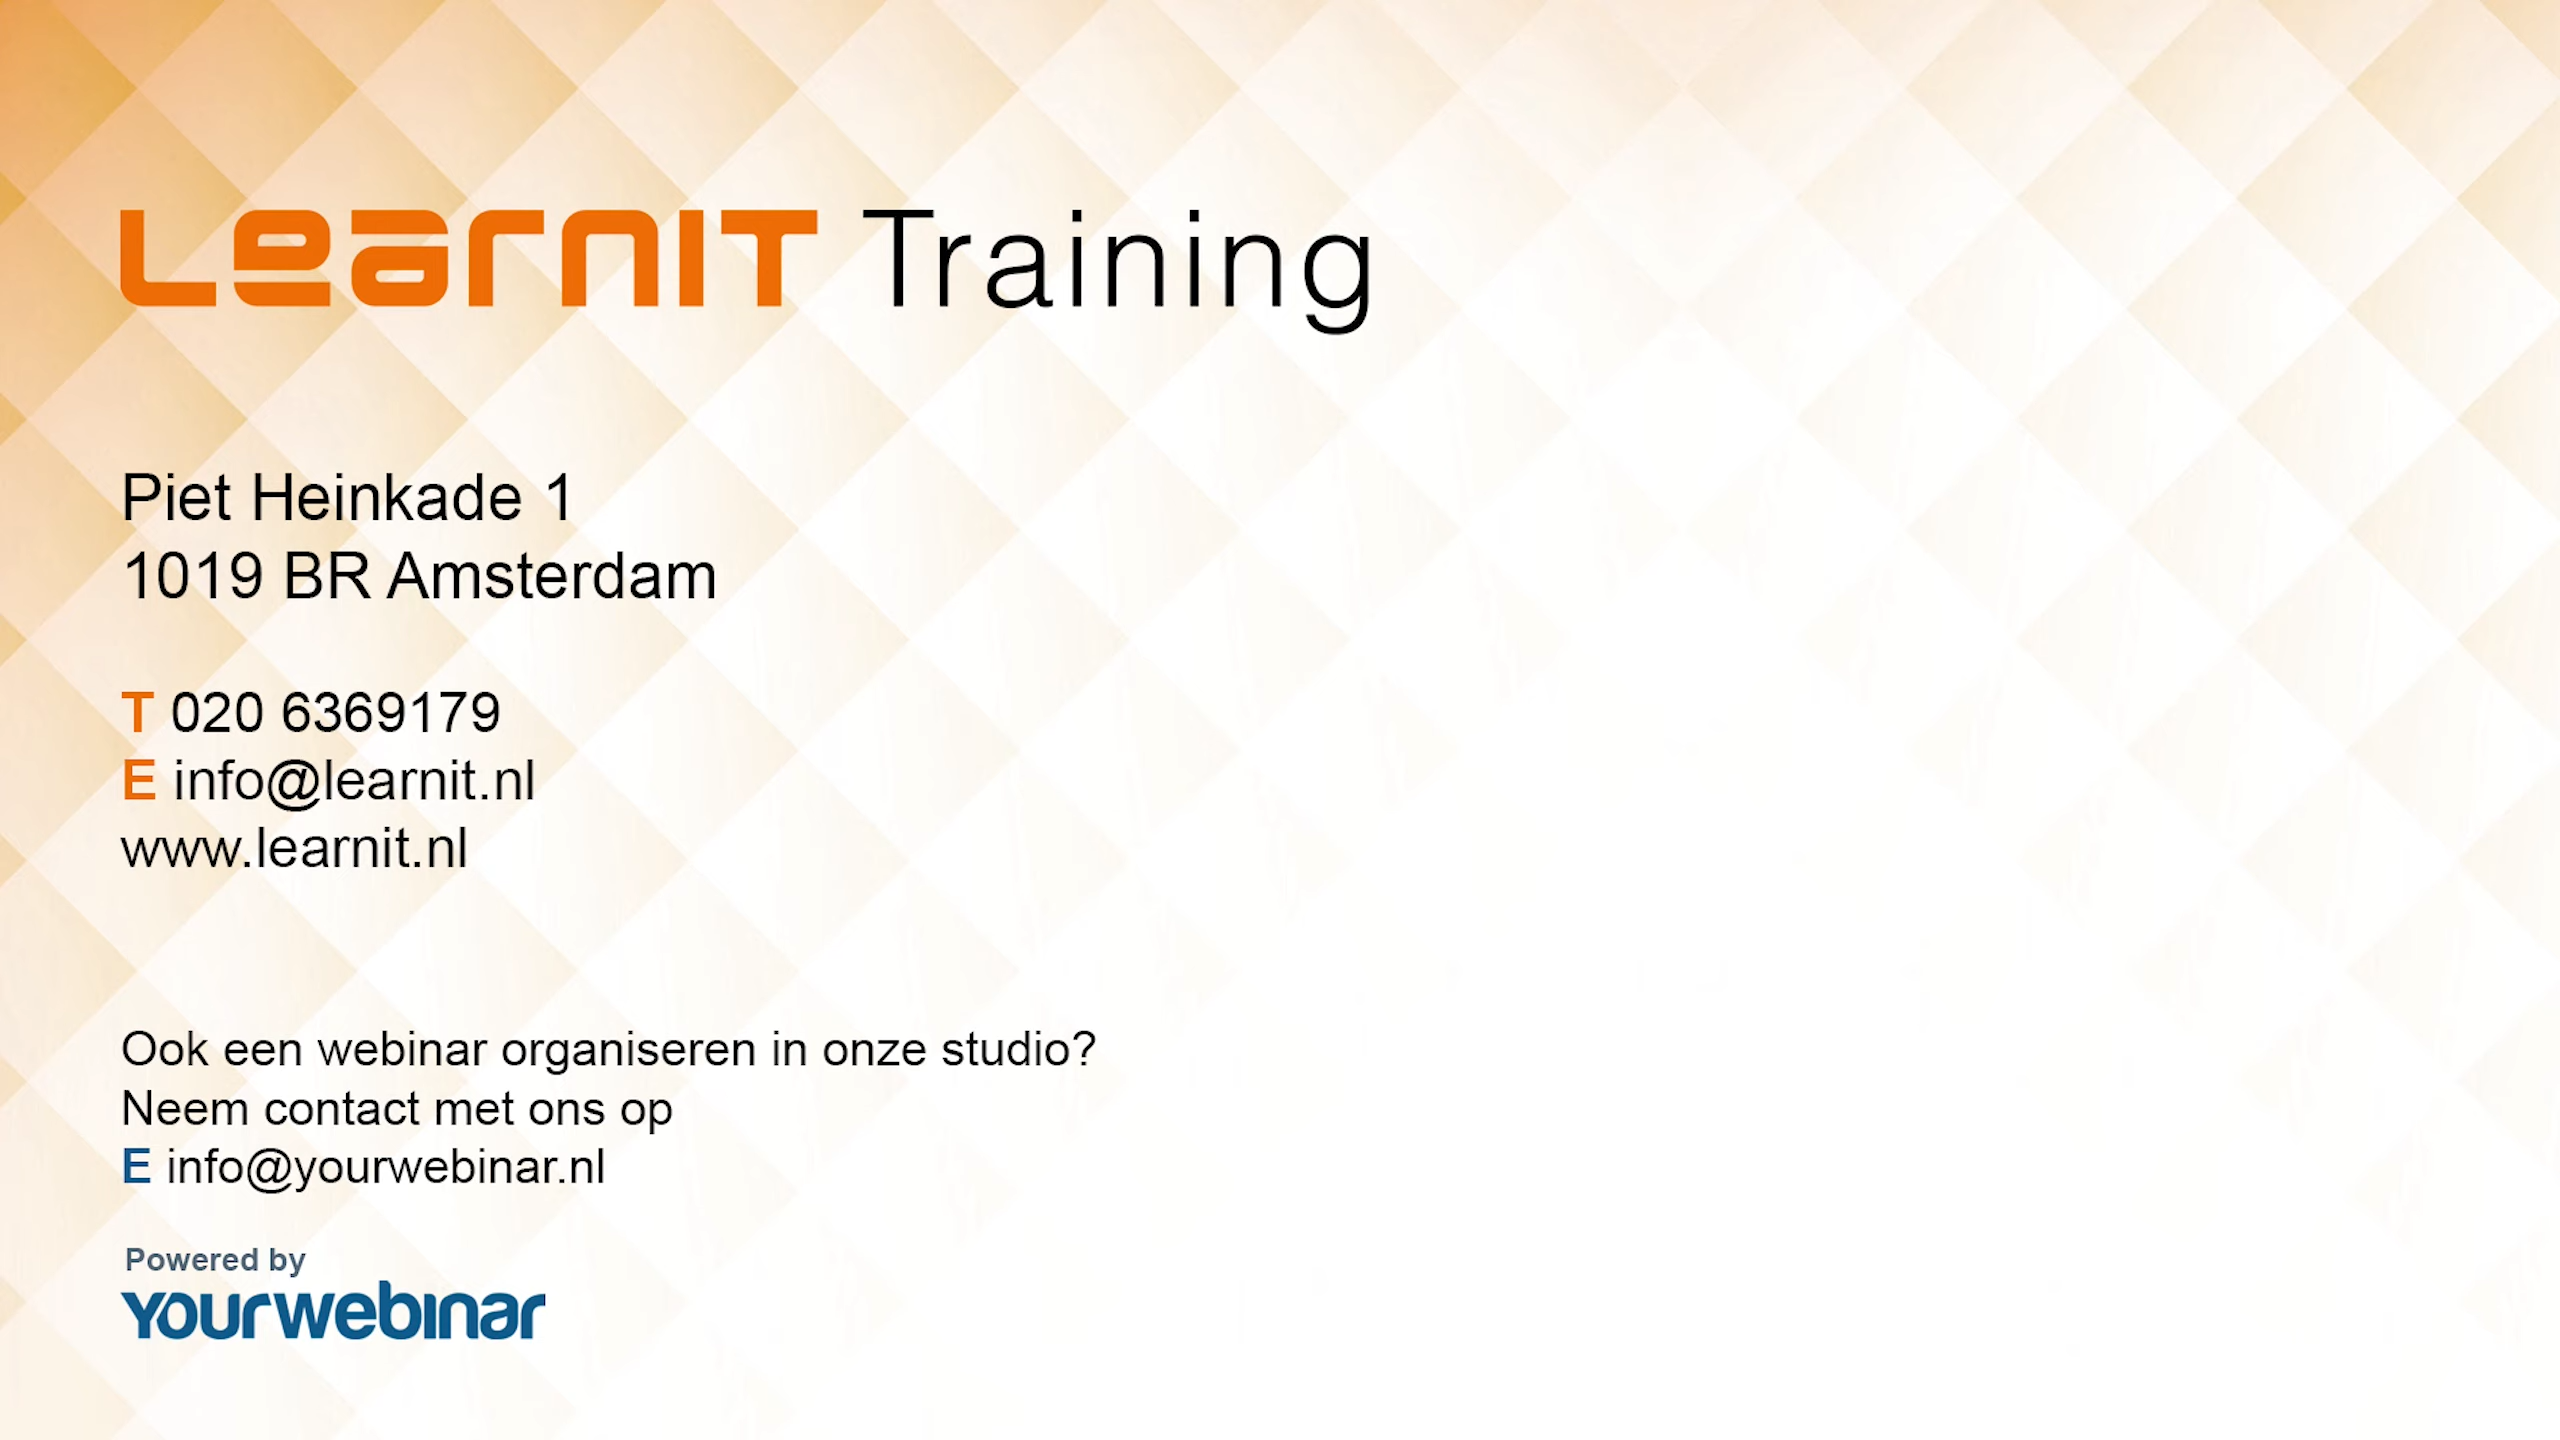 Learnit Training
Piet Heinkade 1
1019 BR Amsterdam
T 020 6369179
E info@learnit.nl
www.learnit.nl
Ook een webinar organiseren in onze studio?
Neem contact met ons op
E info@yourwebinar.nl
Powered by
Yourwebinar